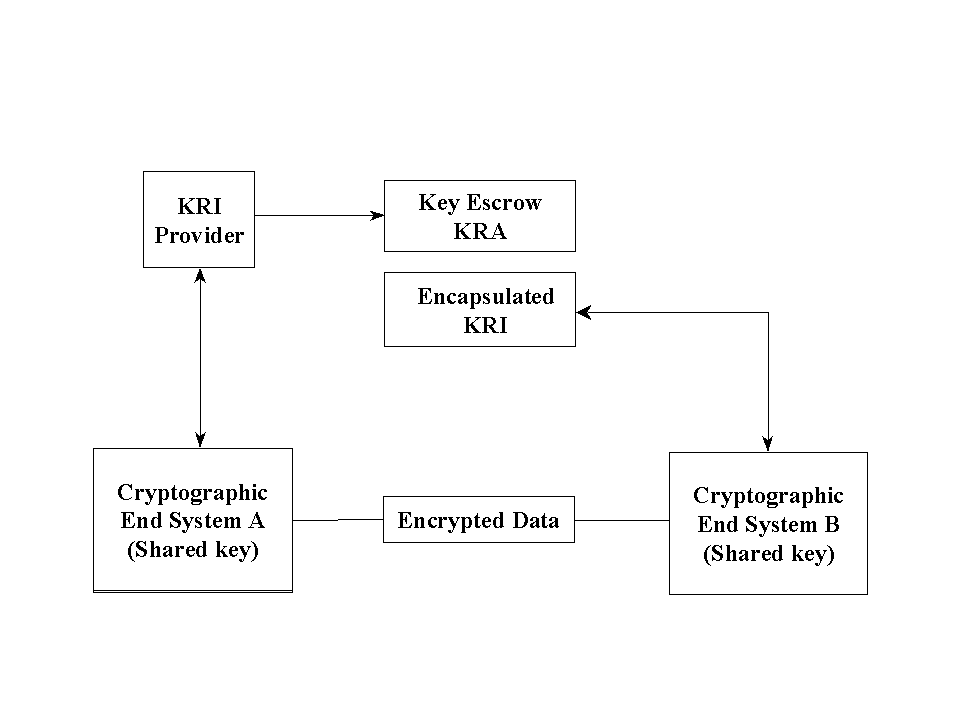 KRI
Provider
Key Escrow
KRA
Encapsulated
KRI
Cryptographic
End System A
(Shared key)
Encrypted Data
Cryptographic
End System B
(Shared key)